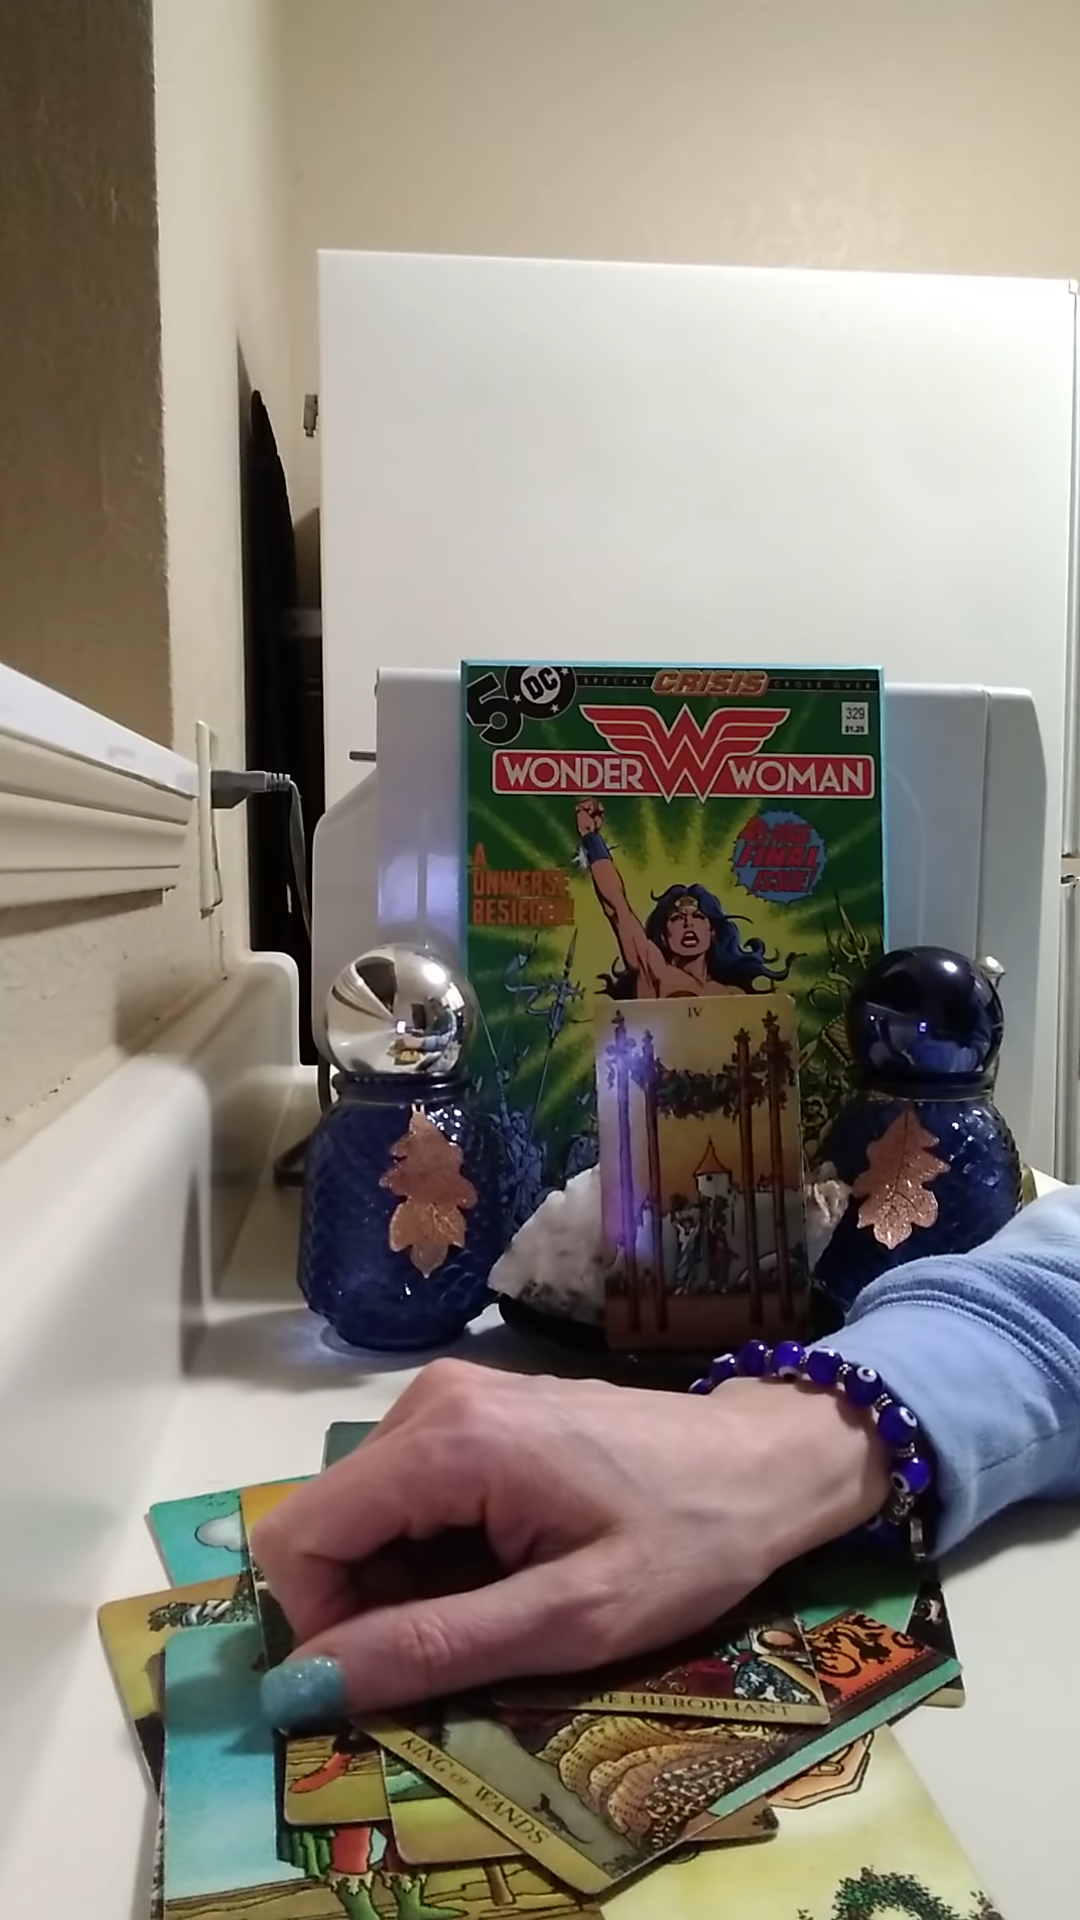 50 DC
SPECIAL CRISIS CROSS OVER
329
$1.25
WONDER W WOMAN
A
UNIVERSE
BESIEGED!
FINAL
ISSUE!
IV
THE HIEROPHANT
KING OF WANDS